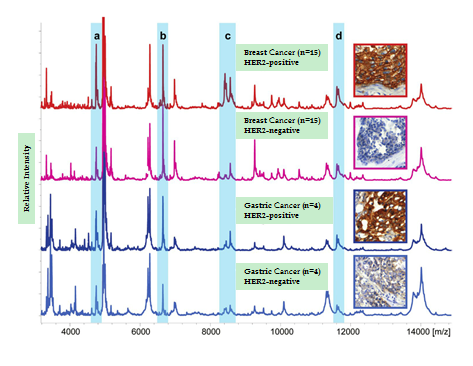 a b c d
Breast Cancer (n=15)
HER2-positive
Breast Cancer (n=15)
HER2-negative
Gastric Cancer (n=4)
HER2-positive
Gastric Cancer (n=4)
HER2-negative
Relative Intensity
4000 6000 8000 10000 12000 14000 [m/z]